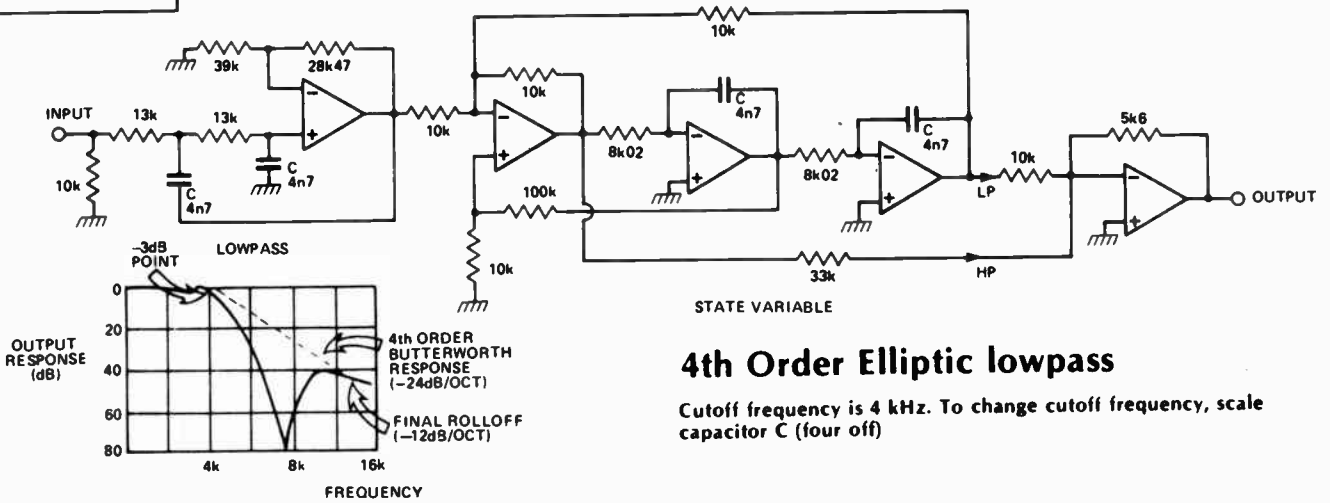 10k
39k
28k47
INPUT
13k
13k
10k
C
4n7
C
4n7
LOWPASS
10k
10k
8k02
C
4n7
100k
10k
8k02
C
4n7
LP
10k
5k6
OUTPUT
33k
HP
STATE VARIABLE
-3dB
POINT
0
20
40
60
80
OUTPUT
RESPONSE
(dB)
4k
8k
16k
FREQUENCY
4th ORDER
BUTTERWORTH
RESPONSE
(-24dB/OCT)
FINAL ROLLOFF
(-12dB/OCT)
4th Order Elliptic lowpass
Cutoff frequency is 4 kHz. To change cutoff frequency, scale
capacitor C (four off)